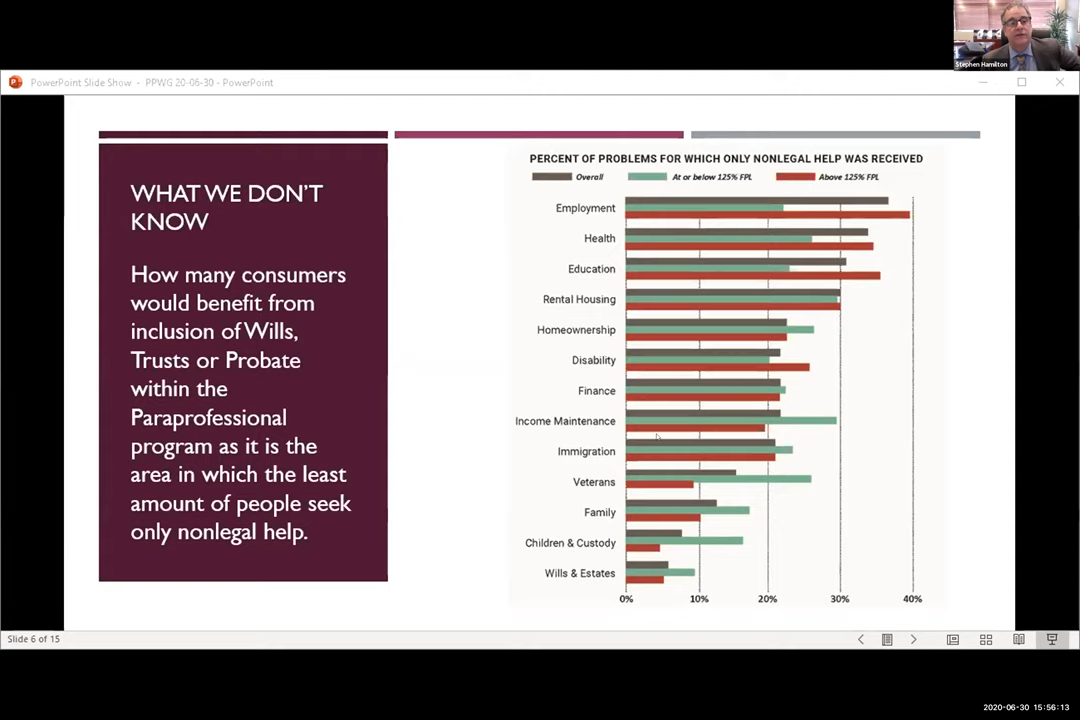 Stephen Hamilton
PowerPoint Slide Show - PPWG 20-06-30 - PowerPoint
WHAT WE DON'T
KNOW
How many consumers
would benefit from
inclusion of Wills,
Trusts or Probate
within the
Paraprofessional
program as it is the
area in which the least
amount of people seek
only nonlegal help.
PERCENT OF PROBLEMS FOR WHICH ONLY NONLEGAL HELP WAS RECEIVED
Overall At or below 125% FPL Above 125% FPL
Employment
Health
Education
Rental Housing
Homeownership
Disability
Finance
Income Maintenance
Immigration
Veterans
Family
Children & Custody
Wills & Estates
0% 10% 20% 30% 40%
Slide 6 of 15
2020-06-30 15:56:13